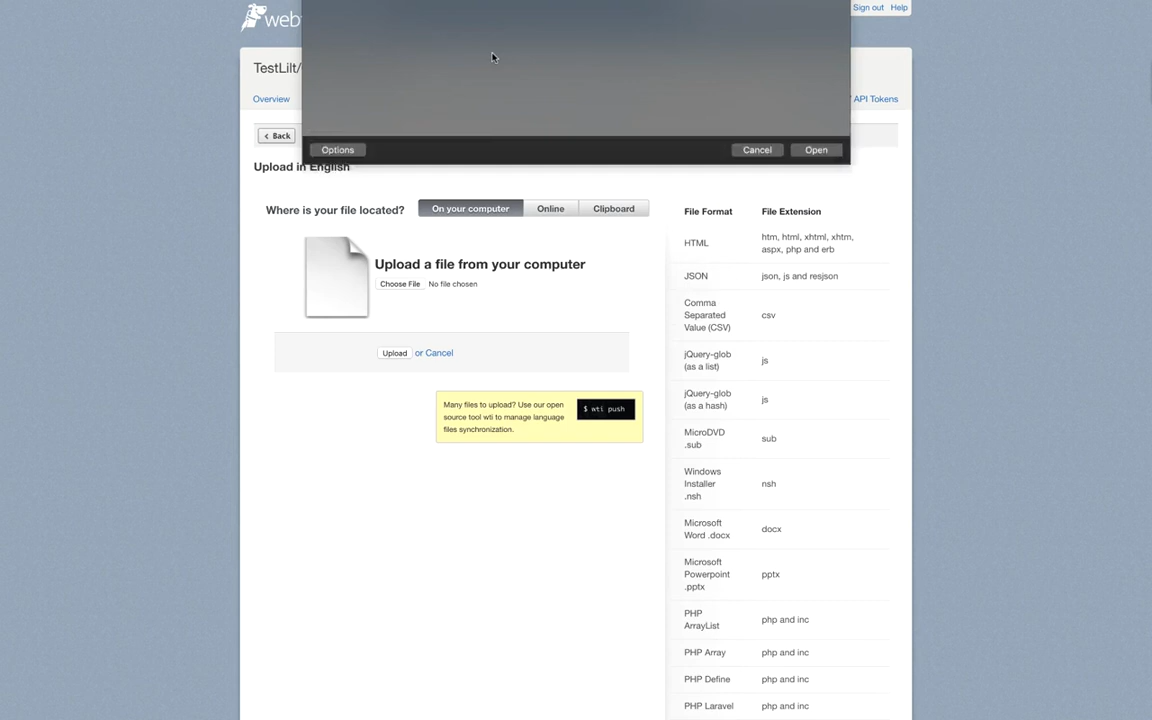 web
Sign out Help
TestLilt/
Overview
API Tokens
Back
Options
Cancel
Open
Upload in English
Where is your file located?
On your computer
Online
Clipboard
Upload a file from your computer
Choose File No file chosen
Upload or Cancel
Many files to upload? Use our open
source tool wti to manage language
files synchronization.
$ wti push
File Format File Extension
HTML
htm, html, xhtml, xhtm,
aspx, php and erb
JSON json, js and resjson
Comma
Separated
Value (CSV)
csv
jQuery-glob
(as a list)
js
jQuery-glob
(as a hash)
js
MicroDVD
.sub
sub
Windows
Installer
.nsh
nsh
Microsoft
Word .docx
docx
Microsoft
Powerpoint
.pptx
pptx
PHP
ArrayList
php and inc
PHP Array php and inc
PHP Define php and inc
PHP Laravel php and inc